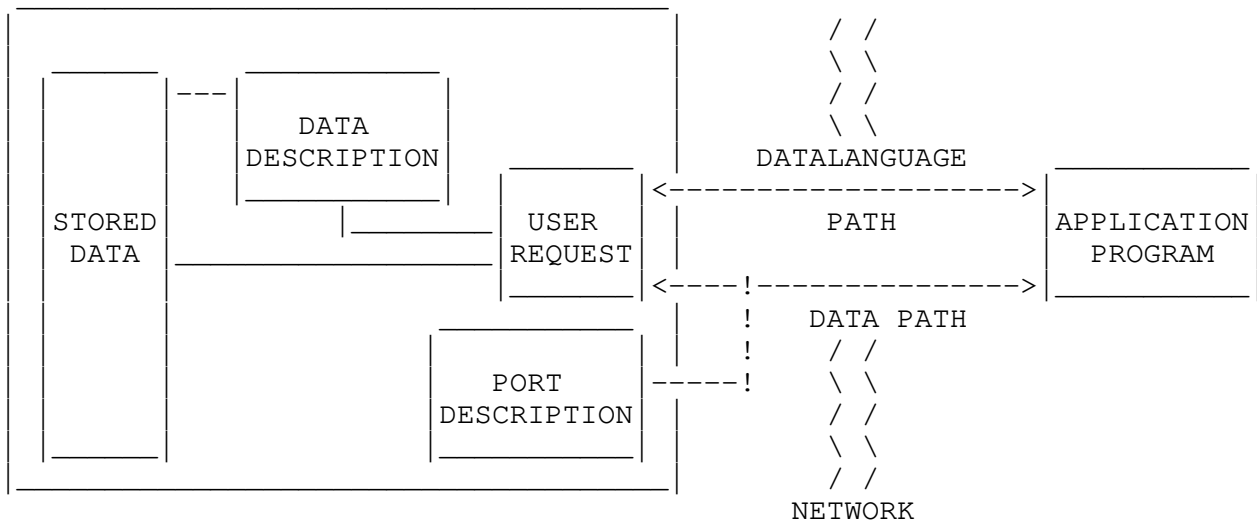 DATA
DESCRIPTION
DATALANGUAGE
PATH
STORED
DATA
USER
REQUEST
APPLICATION
PROGRAM
DATA PATH
PORT
DESCRIPTION
NETWORK